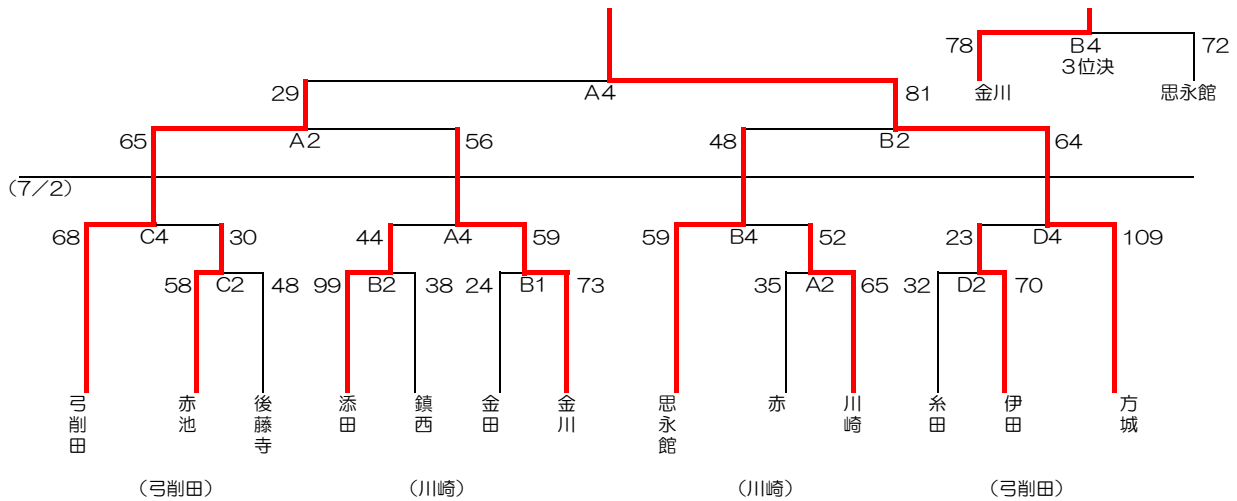 78 B4 72
3位決
金川 思永館
29 A4 81
65 A2 56 48 B2 64
(7/2)
68 C4 30 44 A4 59 59 B4 52 23 D4 109
58 C2 48 99 B2 38 24 B1 73 35 A2 65 32 D2 70
弓削田 赤池 後藤寺 添田 鎮西 金田 金川 思永館 赤 川崎 糸田 伊田 方城
(弓削田) (川崎) (川崎) (弓削田)